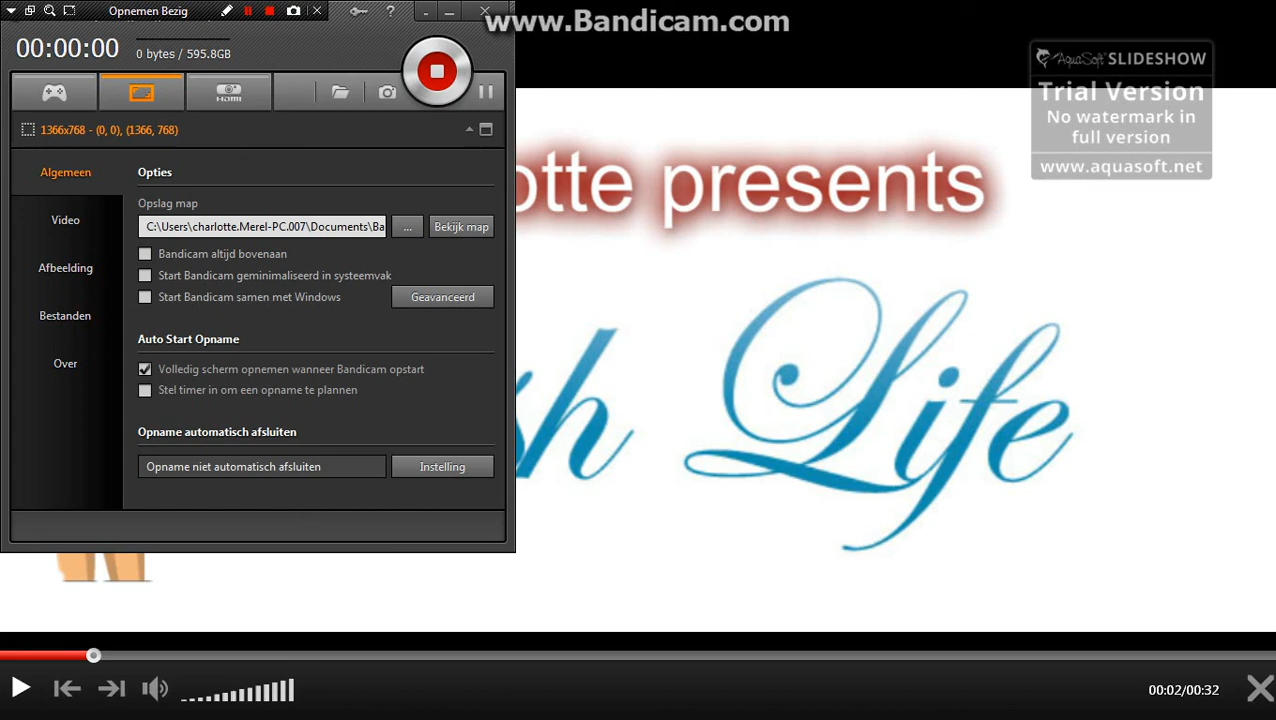 Opnemen Bezig
www.Bandicam.com
00:00:00
0 bytes / 595.8GB
HDMI
AquaSoft SLIDESHOW
Trial Version
No watermark in
full version
www.aquasoft.net
1366x768 - (0, 0), (1366, 768)
Algemeen
Video
Afbeelding
Bestanden
Over
Opties
Opslag map
C:\Users\charlotte.Merel-PC.007\Documents\Ba
...
Bekijk map
Bandicam altijd bovenaan
Start Bandicam geminimaliseerd in systeemvak
Start Bandicam samen met Windows
Geavanceerd
Auto Start Opname
Volledig scherm opnemen wanneer Bandicam opstart
Stel timer in om een opname te plannen
Opname automatisch afsluiten
Opname niet automatisch afsluiten
Instelling
otte presents
sh Life
00:02/00:32